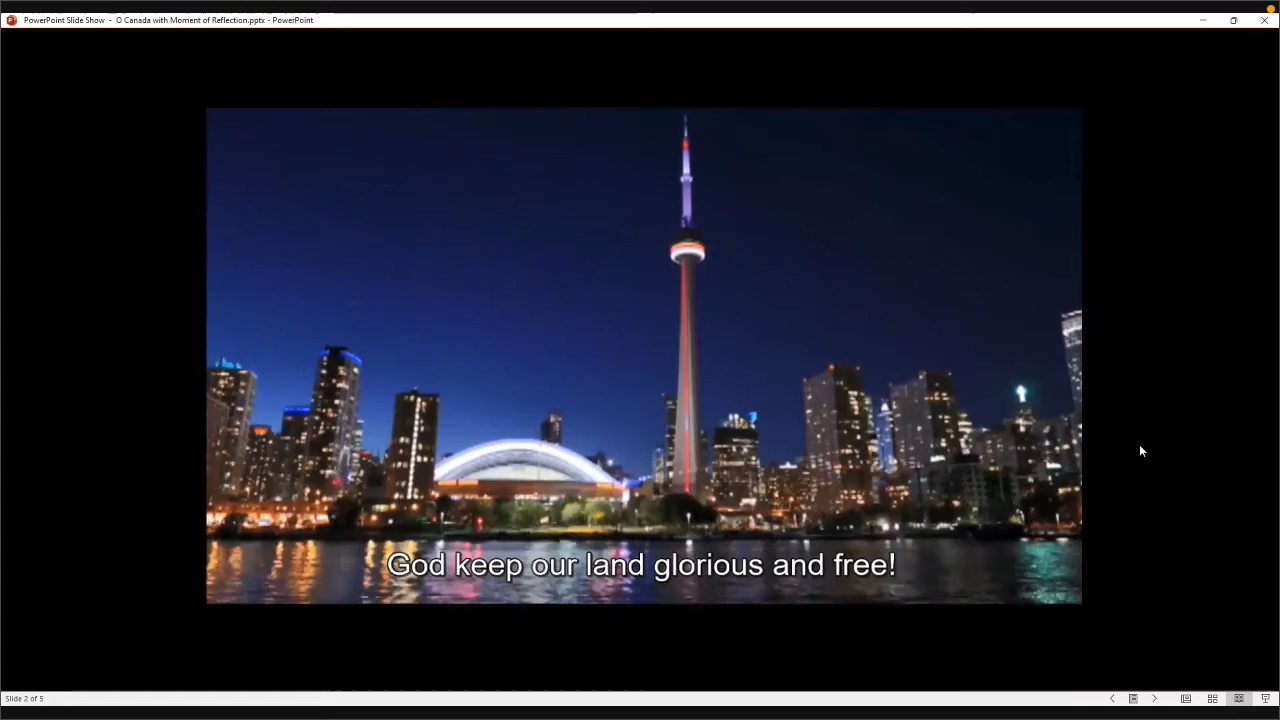 PowerPoint Slide Show - O Canada with Moment of Reflection.pptx - PowerPoint
God keep our land glorious and free!
Slide 2 of 5